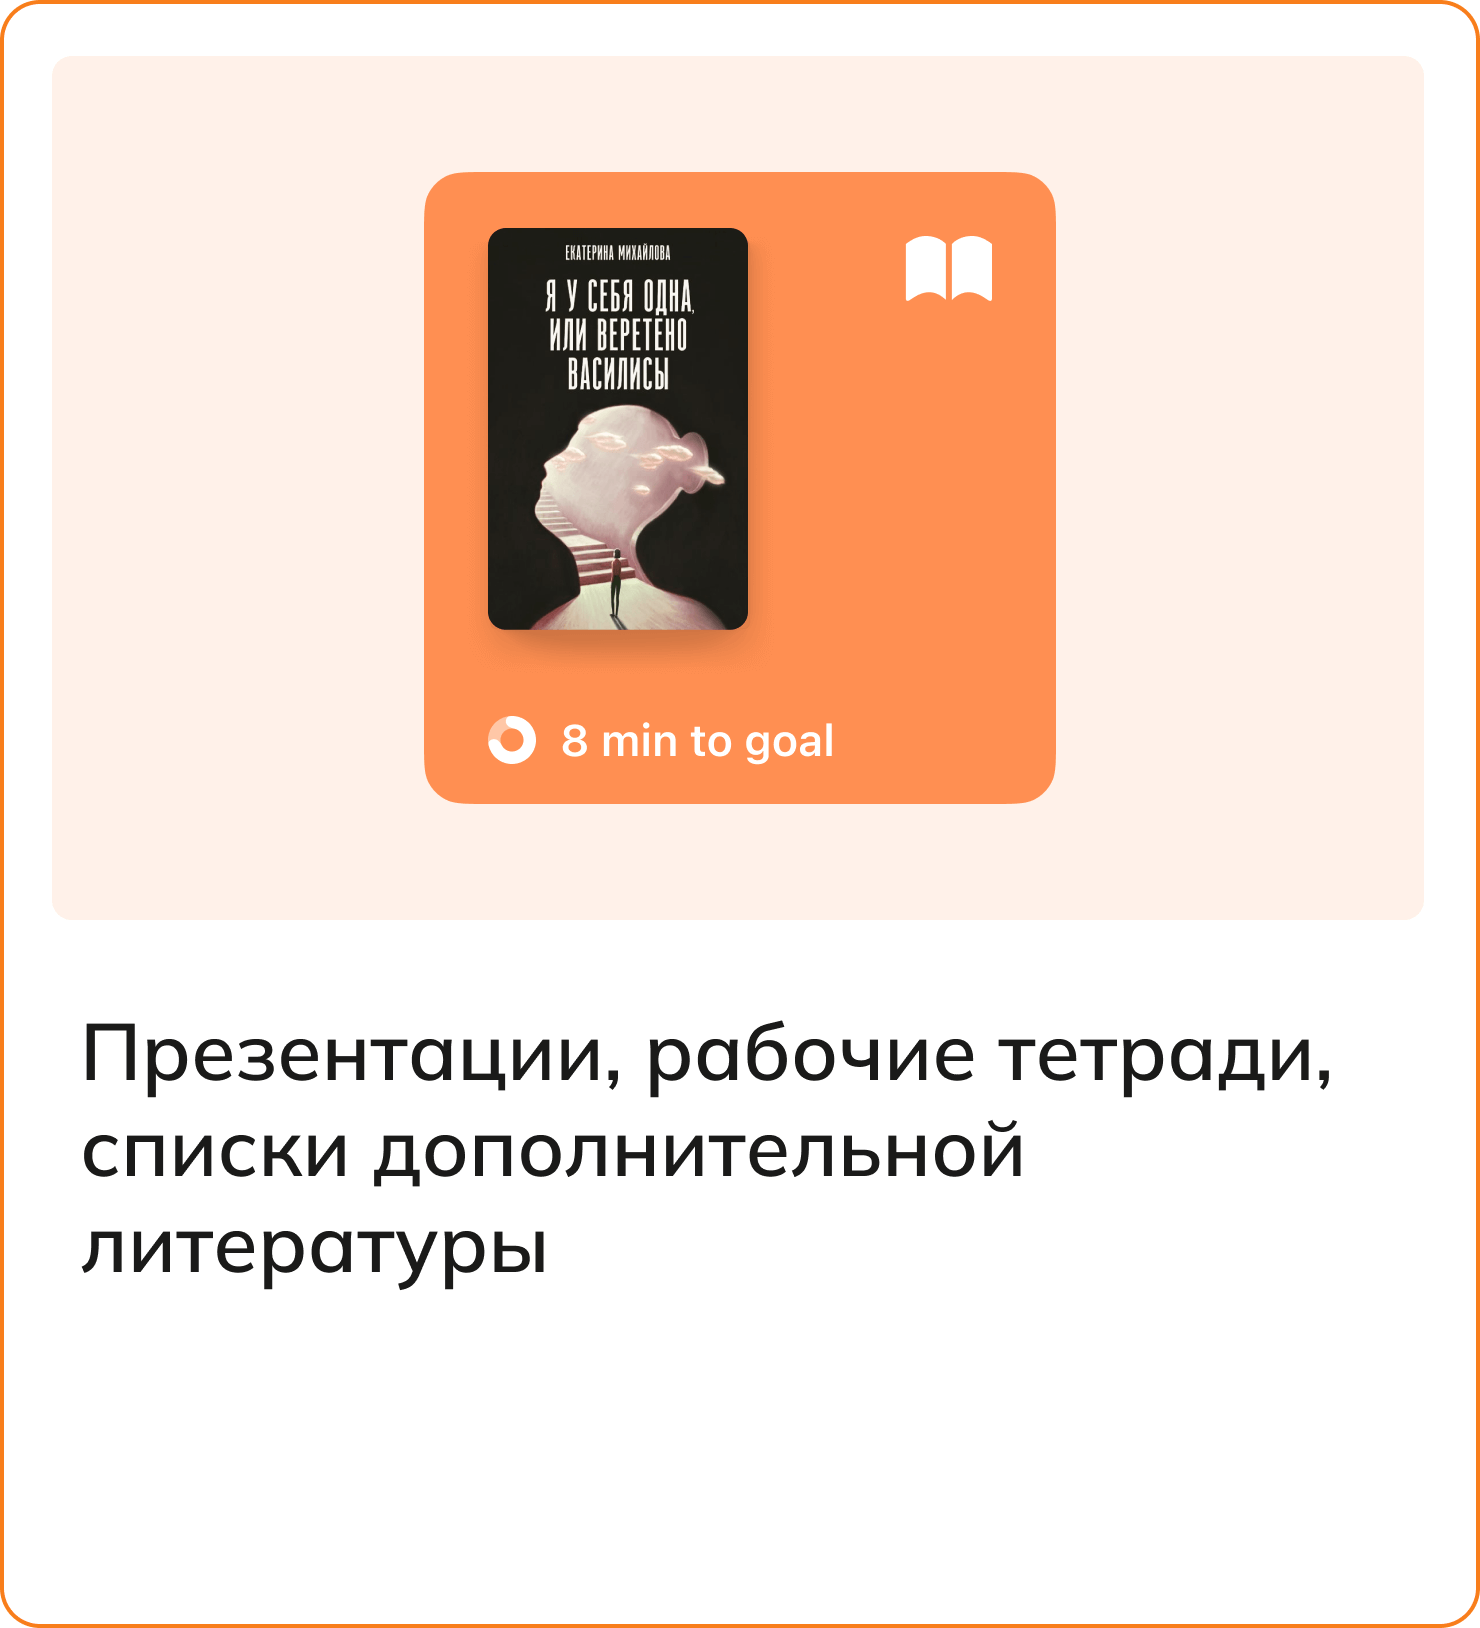 ЕКАТЕРИНА МИХАЙЛОВА
Я У СЕБЯ ОДНА,
ИЛИ ВЕРЕТЕНО
ВАСИЛИСЫ
8 min to goal
Презентации, рабочие тетради,
списки дополнительной
литературы